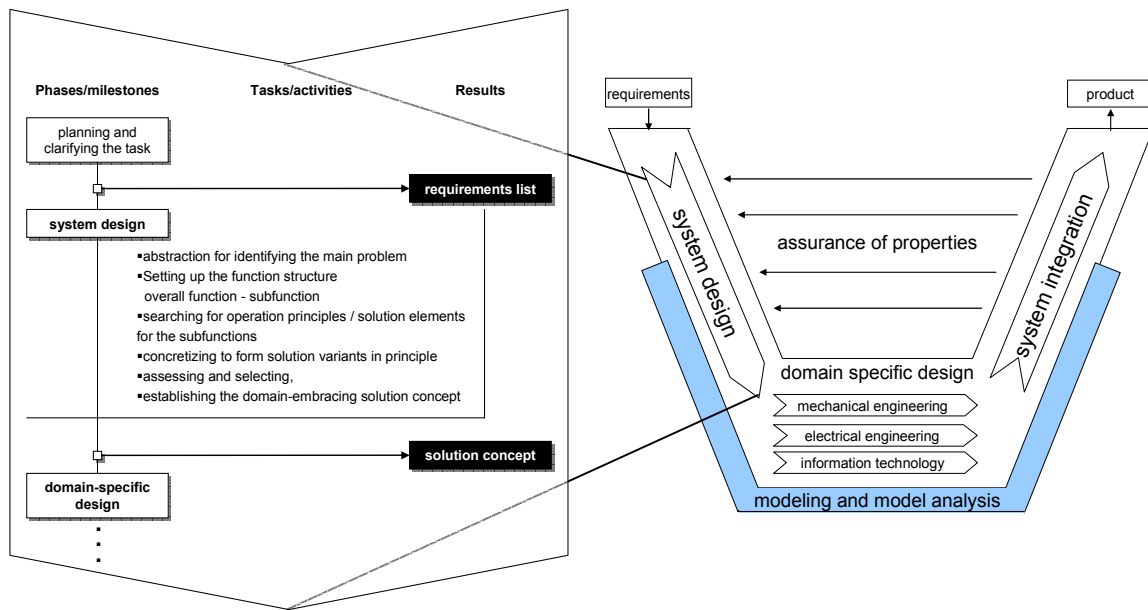 Phases/milestones
Tasks/activities
Results
planning and
clarifying the task
requirements list
system design
▪abstraction for identifying the main problem
▪Setting up the function structure
overall function - subfunction
▪searching for operation principles / solution elements
for the subfunctions
▪concretizing to form solution variants in principle
▪assessing and selecting,
▪establishing the domain-embracing solution concept
solution concept
domain-specific
design
requirements
product
system design
assurance of properties
system integration
domain specific design
mechanical engineering
electrical engineering
information technology
modeling and model analysis